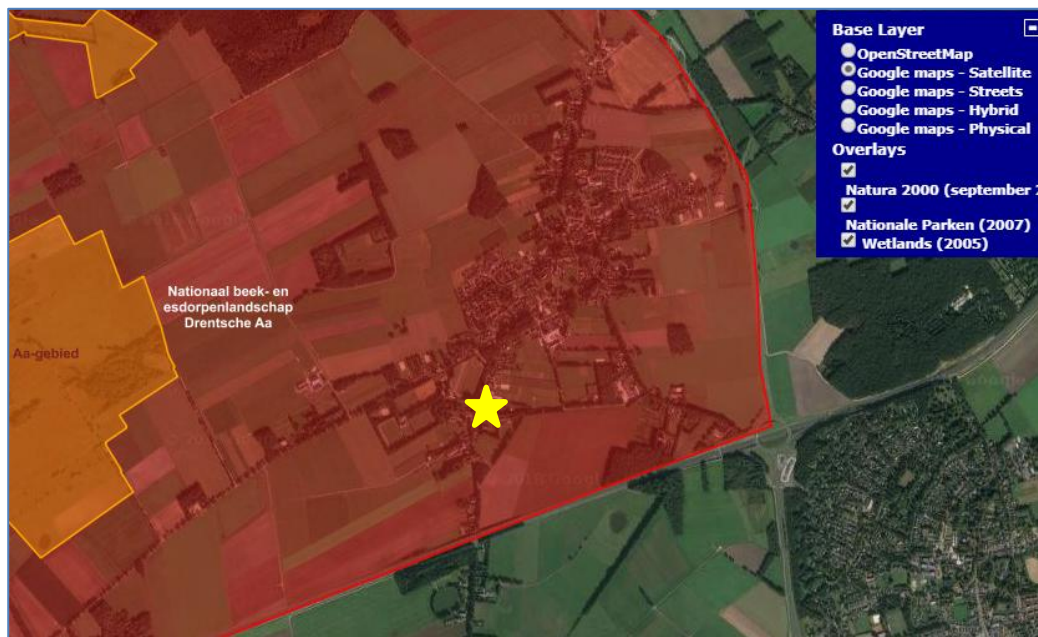 Base Layer
OpenStreetMap
Google maps - Satellite
Google maps - Streets
Google maps - Hybrid
Google maps - Physical
Overlays
Natura 2000 (september 2
Nationale Parken (2007)
Wetlands (2005)
Nationaal beek- en
esdorpenlandschap
Drentsche Aa
Aa-gebied